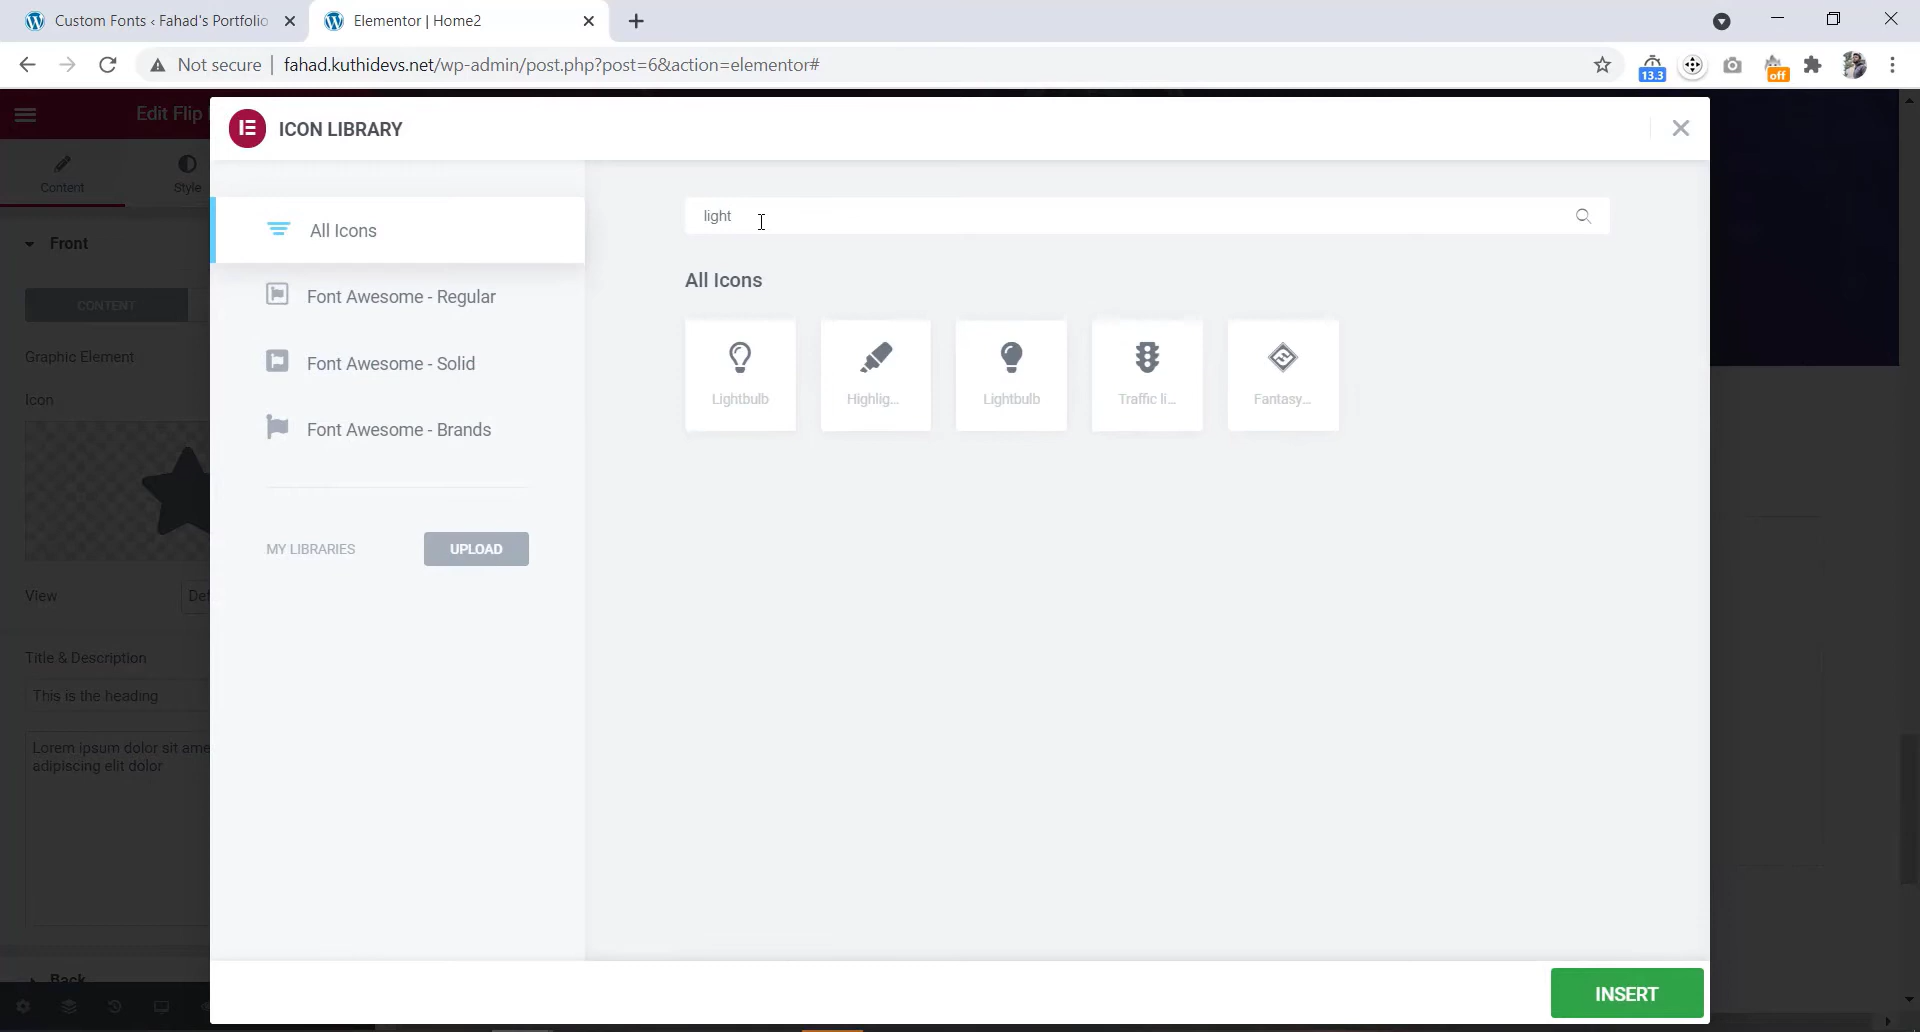 Custom Fonts ‹ Fahad's Portfolio
Elementor | Home2
Not secure
fahad.kuthidevs.net/wp-admin/post.php?post=6&action=elementor#
13.3
off
Edit Flip
ICON LIBRARY
Content
Style
All Icons
light
Front
All Icons
CONTENT
Font Awesome - Regular
Graphic Element
Font Awesome - Solid
Icon
Lightbulb
Highlig...
Lightbulb
Traffic li...
Fantasy...
Font Awesome - Brands
MY LIBRARIES
UPLOAD
View
Def
Title & Description
This is the heading
Lorem ipsum dolor sit ame
adipiscing elit dolor
Back
INSERT